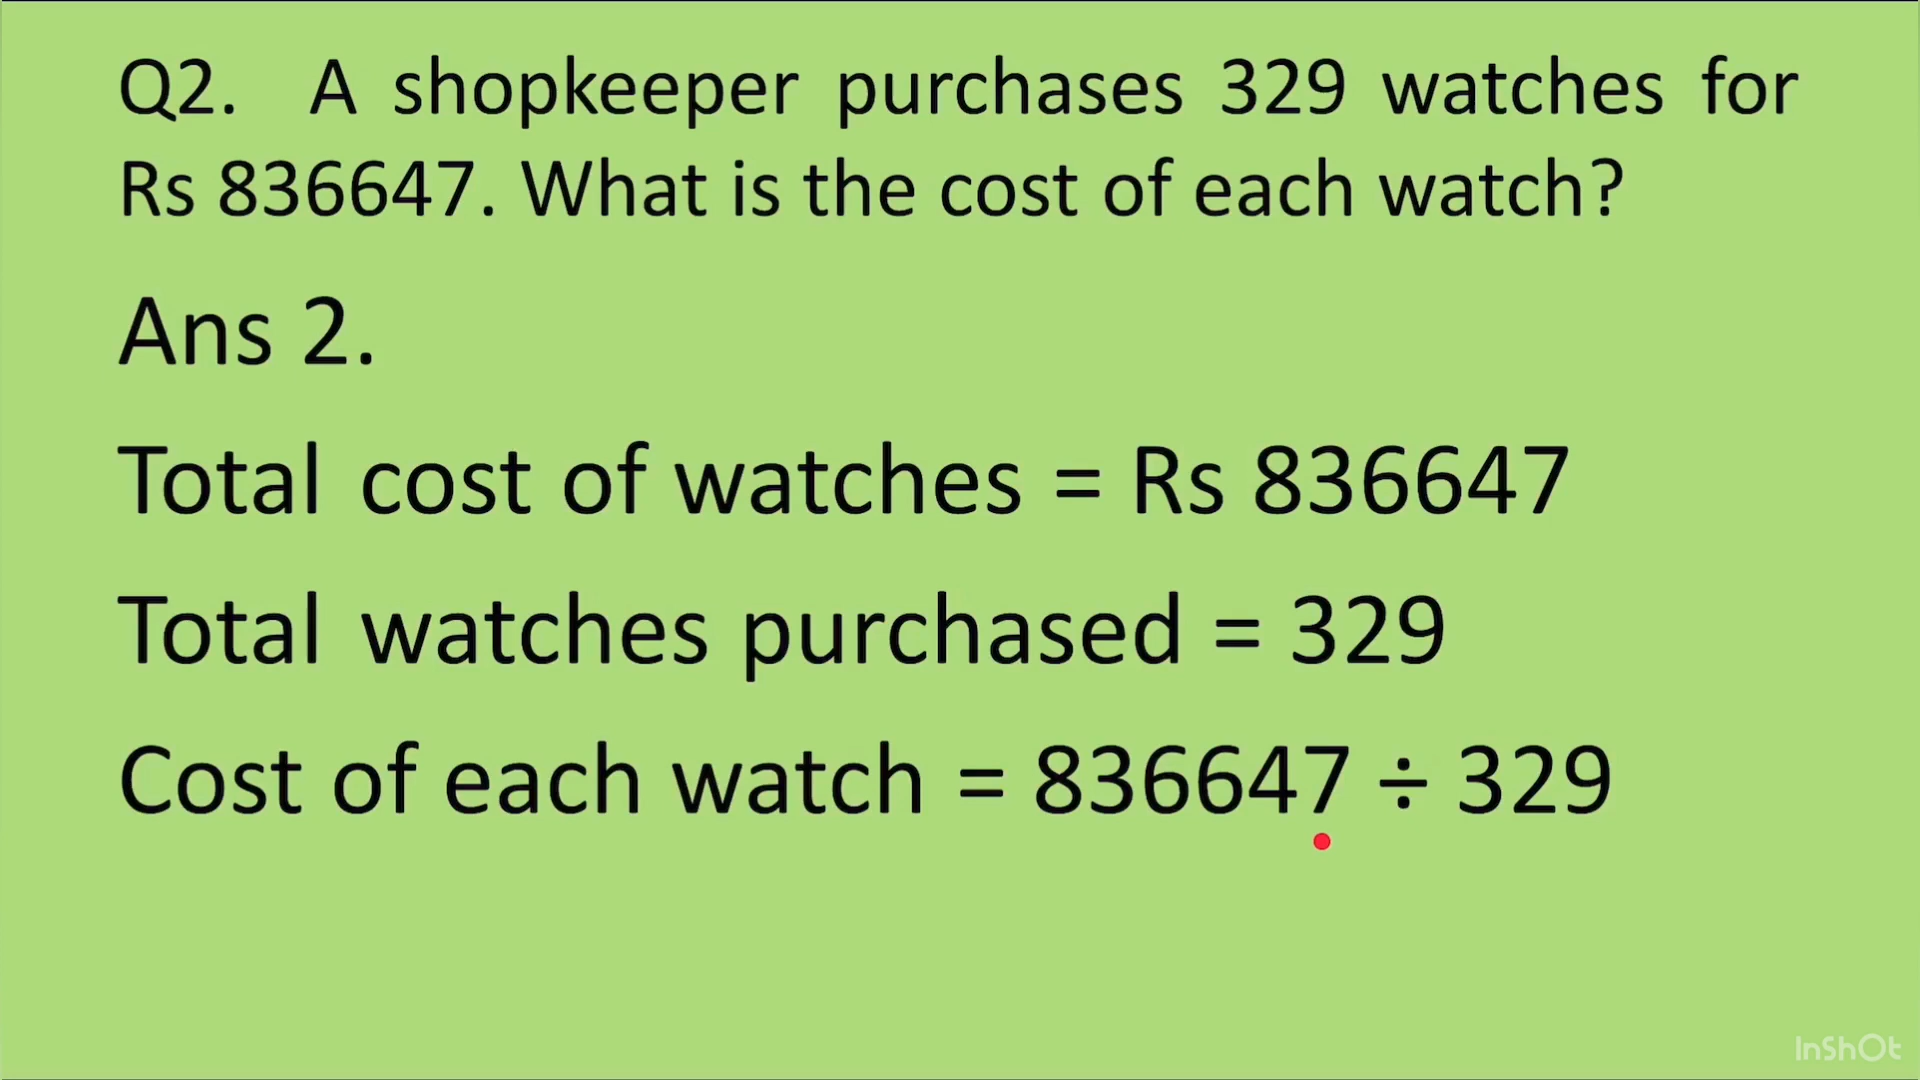 Q2. A shopkeeper purchases 329 watches for
Rs 836647. What is the cost of each watch?
Ans 2.
Total cost of watches = Rs 836647
Total watches purchased = 329
Cost of each watch = 836647 ÷ 329
InShOt